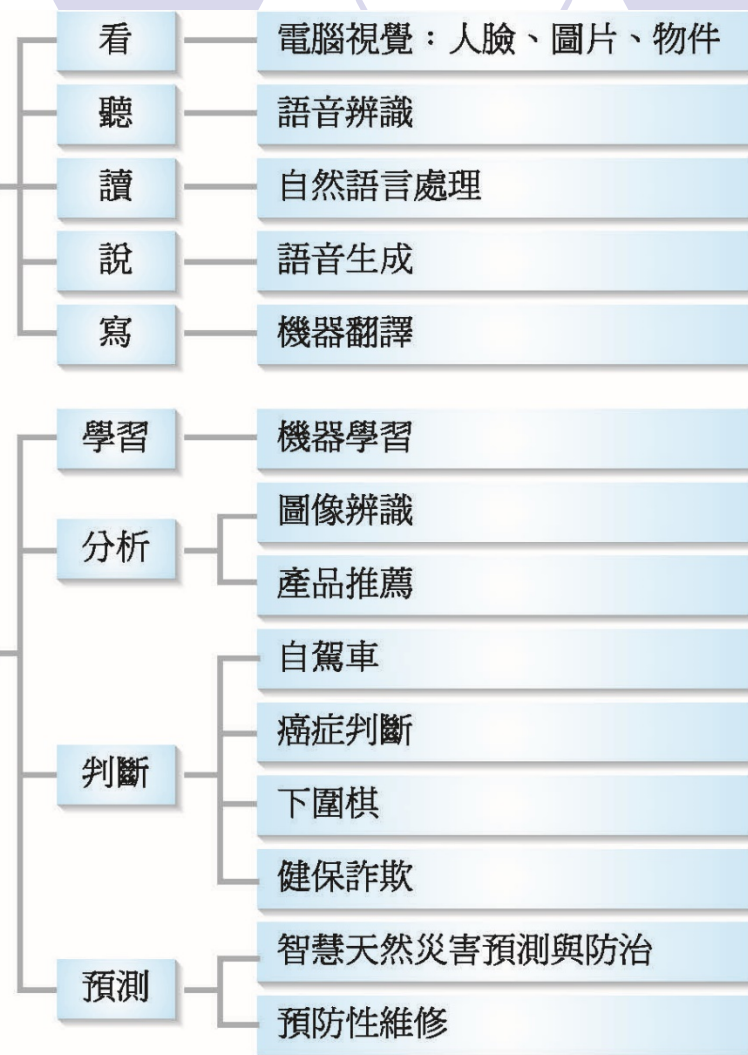 看
電腦視覺：人臉、圖片、物件
聽
語音辨識
讀
自然語言處理
說
語音生成
寫
機器翻譯
學習
機器學習
分析
圖像辨識
產品推薦
判斷
自駕車
癌症判斷
下圍棋
健保詐欺
預測
智慧天然災害預測與防治
預防性維修